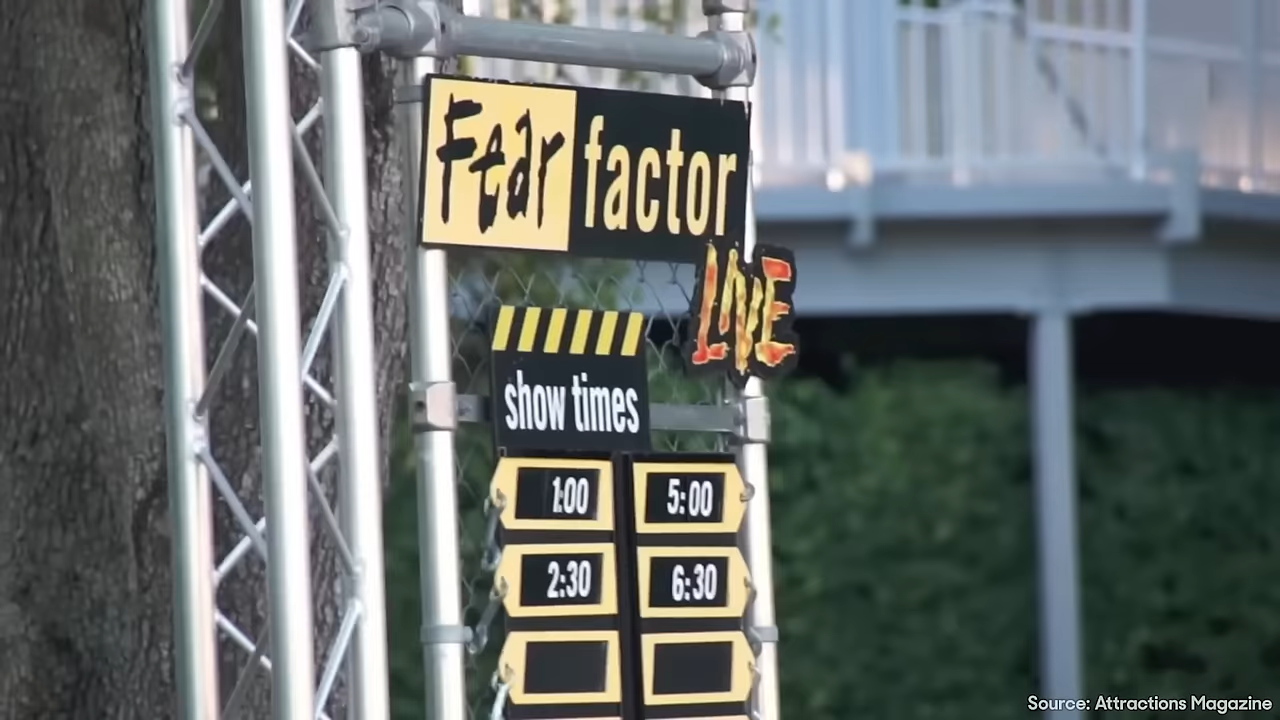 Fear factor
LIVE
show times
1:00 5:00
2:30 6:30
Source: Attractions Magazine